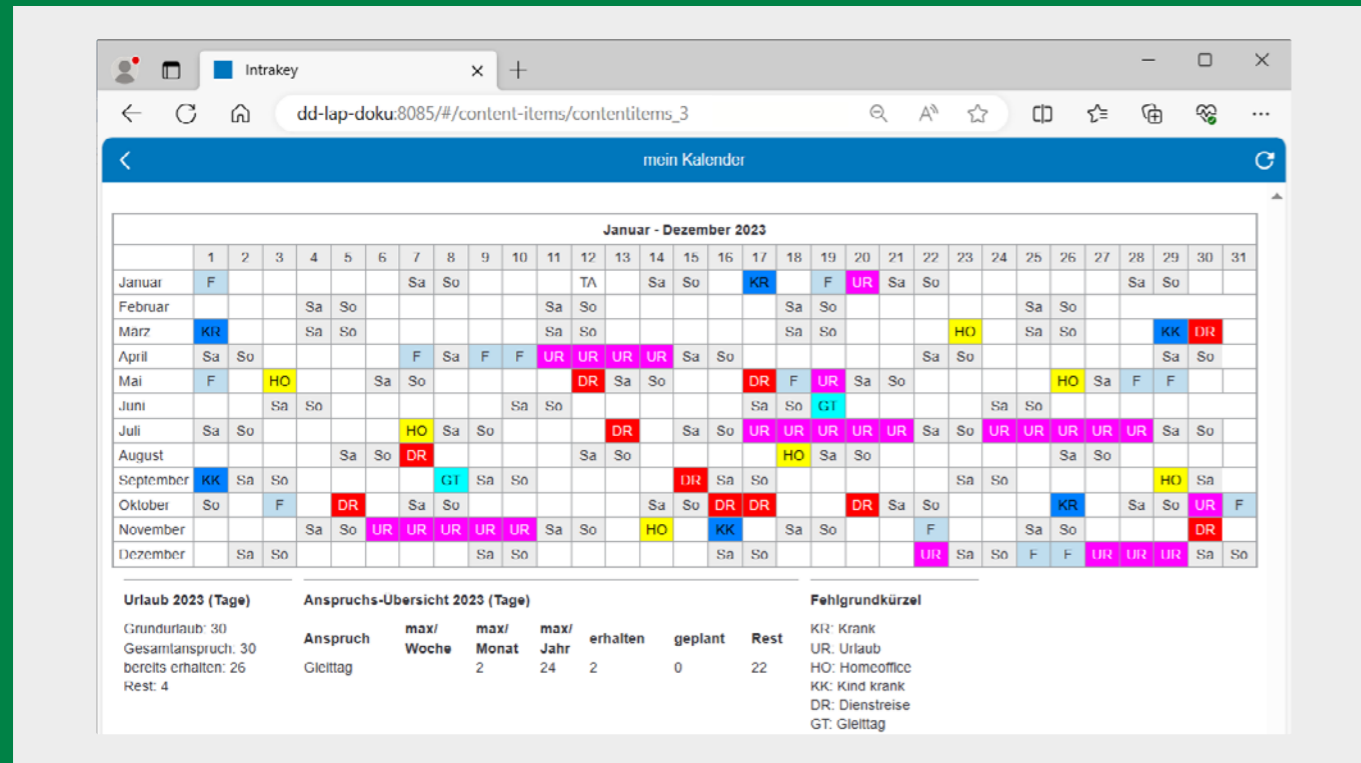 Intrakey
dd-lap-doku:8085/#/content-items/contentitems_3
mein Kalender
Januar - Dezember 2023
1 2 3 4 5 6 7 8 9 10 11 12 13 14 15 16 17 18 19 20 21 22 23 24 25 26 27 28 29 30 31
Januar F Sa So TA Sa So KR F UR Sa So Sa So
Februar Sa So Sa So Sa So Sa So
März KR Sa So Sa So Sa So HO Sa So KK DR
April Sa So F Sa F F UR UR UR UR Sa So Sa So Sa So
Mai F HO Sa So DR Sa So DR F UR Sa So HO Sa F F
Juni Sa So Sa So Sa So GT Sa So
Juli Sa So HO Sa So DR Sa So UR UR UR UR UR Sa So UR UR UR UR UR Sa So
August Sa So DR Sa So HO Sa So Sa So
September KK Sa So GT Sa So DR Sa So Sa So HO Sa
Oktober So F DR Sa So Sa So DR DR DR Sa So KR Sa So UR F
November Sa So UR UR UR UR UR Sa So HO KK Sa So F Sa So DR
Dezember Sa So Sa So Sa So UR Sa So F F UR UR UR Sa So
Urlaub 2023 (Tage) Anspruchs-Übersicht 2023 (Tage) Fehlgrundkürzel
Grundurlaub: 30
Gesamtanspruch: 30
bereits erhalten: 26
Rest: 4
Anspruch max/ Woche max/ Monat max/ Jahr erhalten geplant Rest
Gleittag 2 24 2 0 22
KR: Krank
UR: Urlaub
HO: Homeoffice
KK: Kind krank
DR: Dienstreise
GT: Gleittag